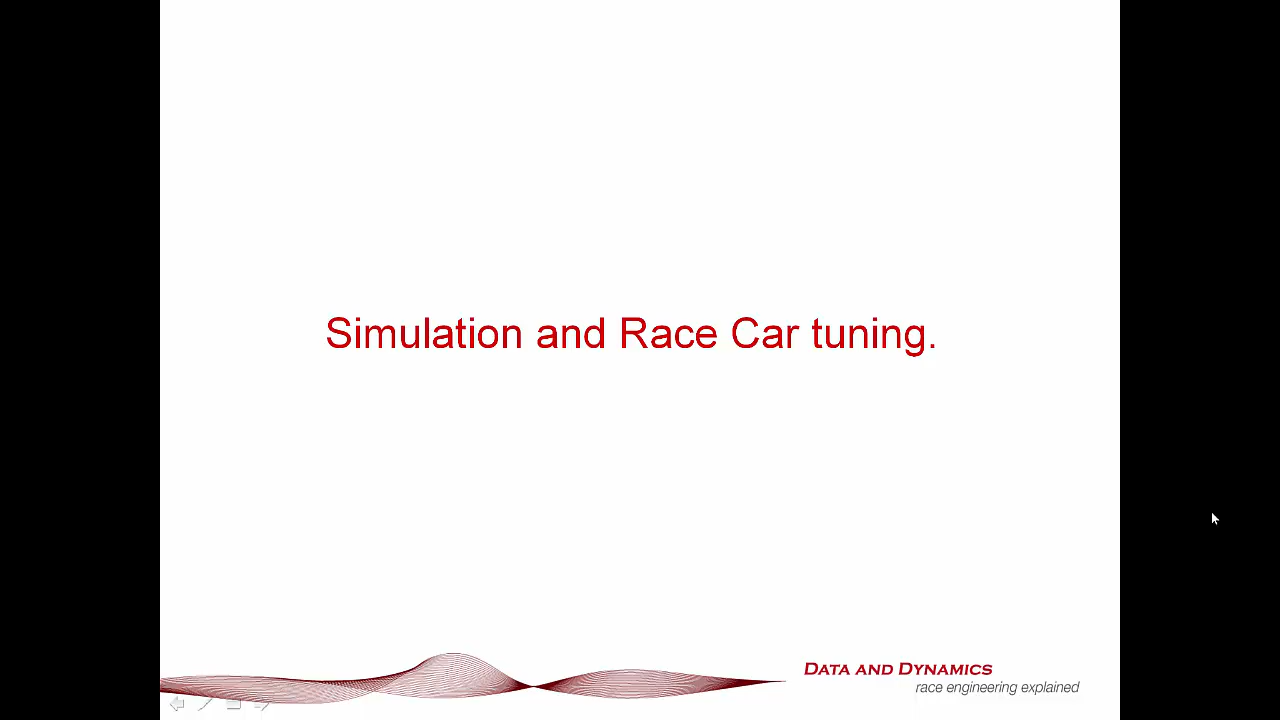 Simulation and Race Car tuning.
DATA AND DYNAMICS
race engineering explained